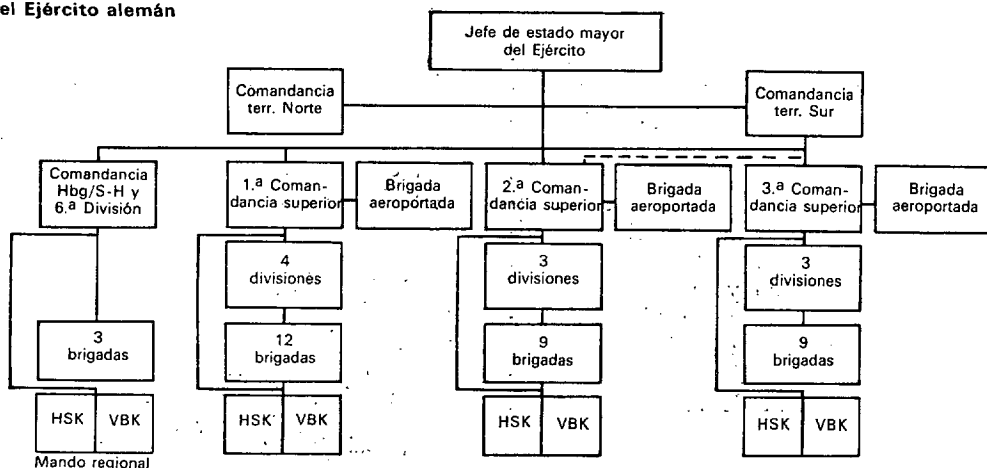 el Ejército alemán
Jefe de estado mayor
del Ejército
Comandancia
terr. Norte
Comandancia
terr. Sur
Comandancia
Hbg/S-H y
6.ª División
1.ª Coman-
dancia superior
Brigada
aeroportada
2.ª Coman-
dancia superior
Brigada
aeroportada
3.ª Coman-
dancia superior
Brigada
aeroportada
4
divisiones
3
divisiones
3
divisiones
3
brigadas
12
brigadas
9
brigadas
9
brigadas
HSK VBK
HSK VBK
HSK VBK
HSK VBK
Mando regional